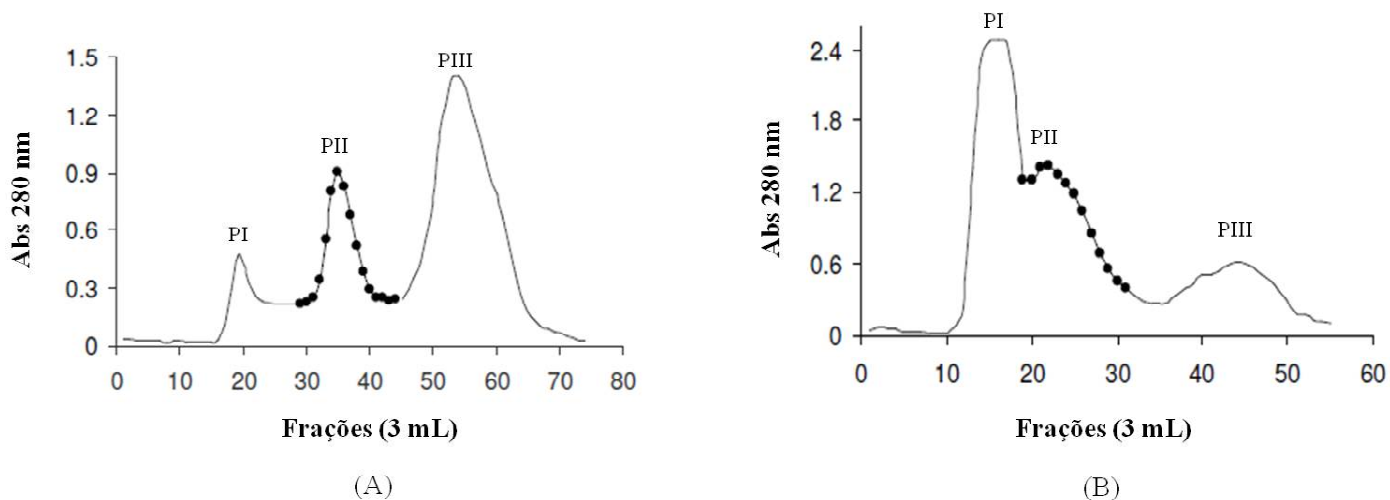 PI
PII
PIII
1.5
1.2
0.9
0.6
0.3
0
Abs 280 nm
0 10 20 30 40 50 60 70 80
Frações (3 mL)
(A)
PI
PII
PIII
2.4
1.8
1.2
0.6
0
Abs 280 nm
0 10 20 30 40 50 60
Frações (3 mL)
(B)